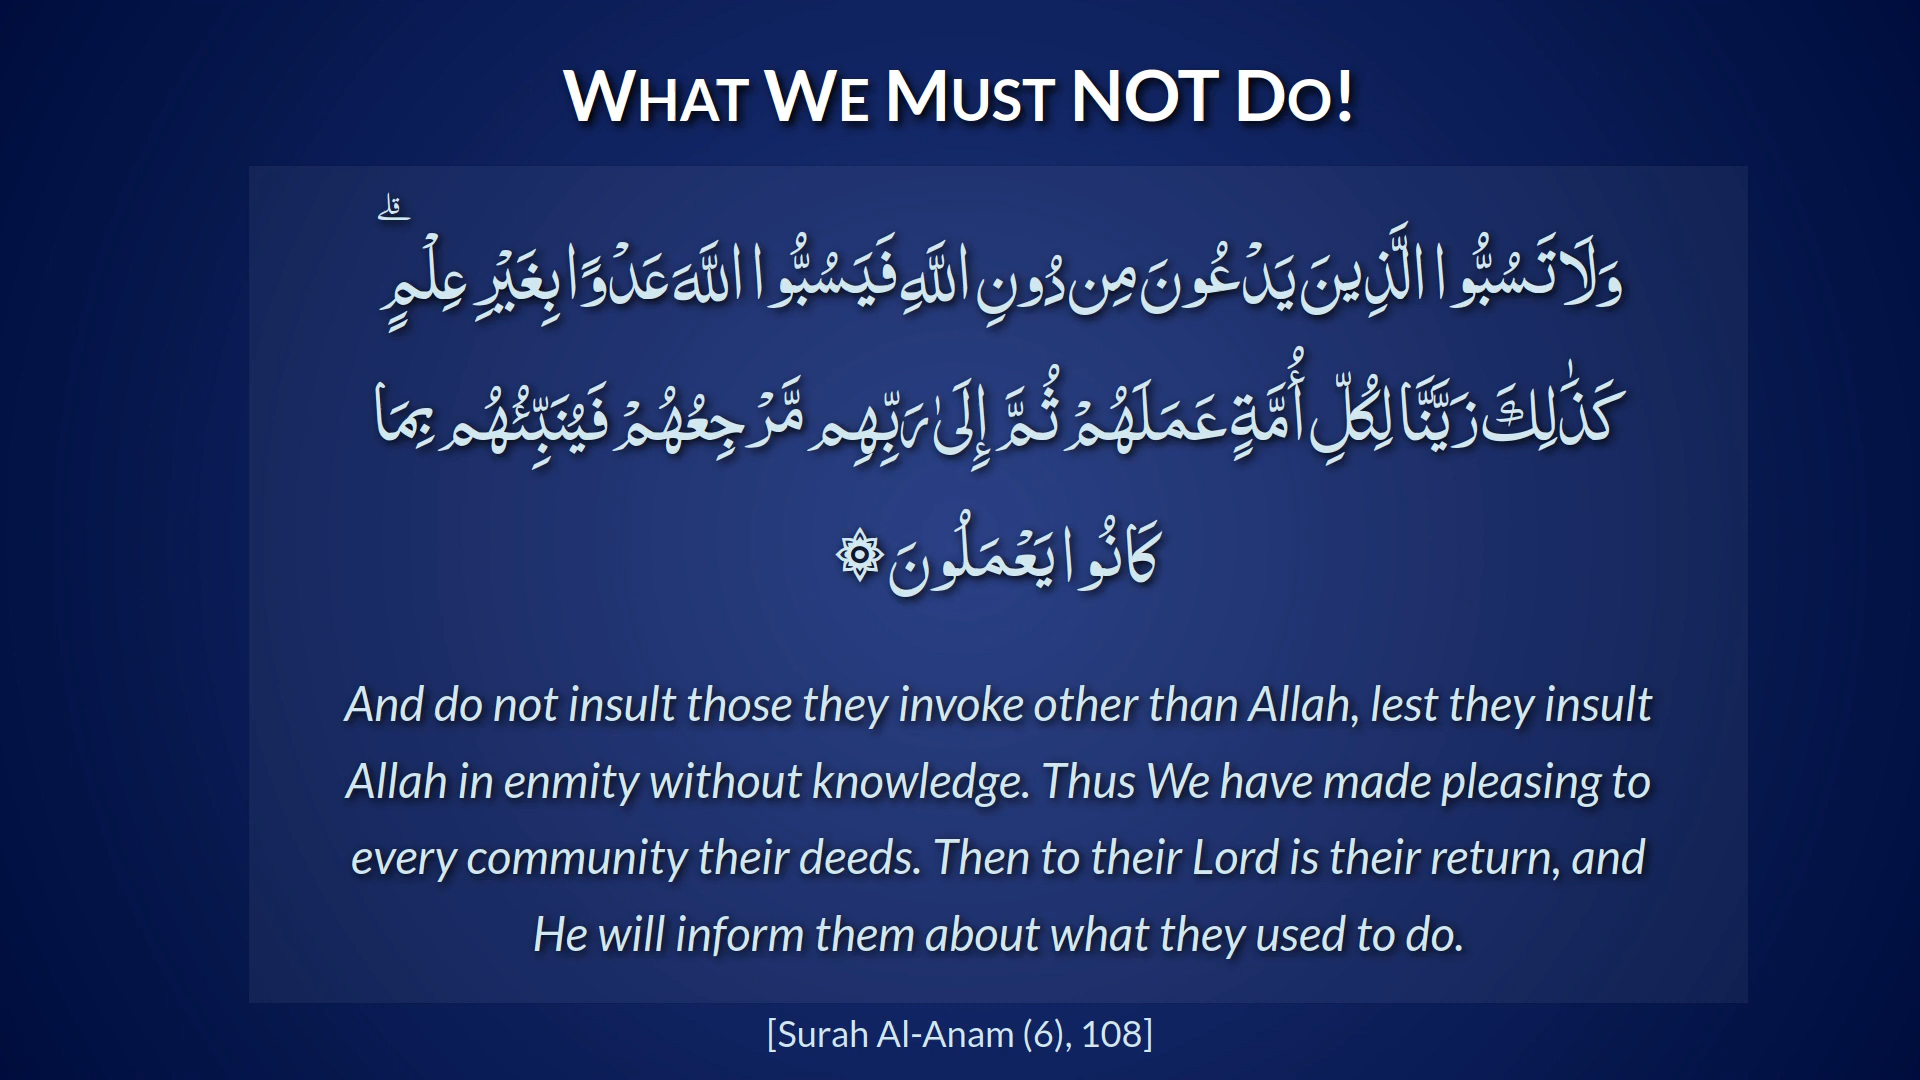 What We Must NOT Do!
وَلَا تَسُبُّوا الَّذِينَ يَدْعُونَ مِن دُونِ اللَّهِ فَيَسُبُّوا اللَّهَ عَدْوًا بِغَيْرِ عِلْمٍ ۗ
كَذَٰلِكَ زَيَّنَّا لِكُلِّ أُمَّةٍ عَمَلَهُمْ ثُمَّ إِلَىٰ رَبِّهِم مَّرْجِعُهُمْ فَيُنَبِّئُهُم بِمَا
كَانُوا يَعْمَلُونَ ۞
And do not insult those they invoke other than Allah, lest they insult
Allah in enmity without knowledge. Thus We have made pleasing to
every community their deeds. Then to their Lord is their return, and
He will inform them about what they used to do.
[Surah Al-Anam (6), 108]